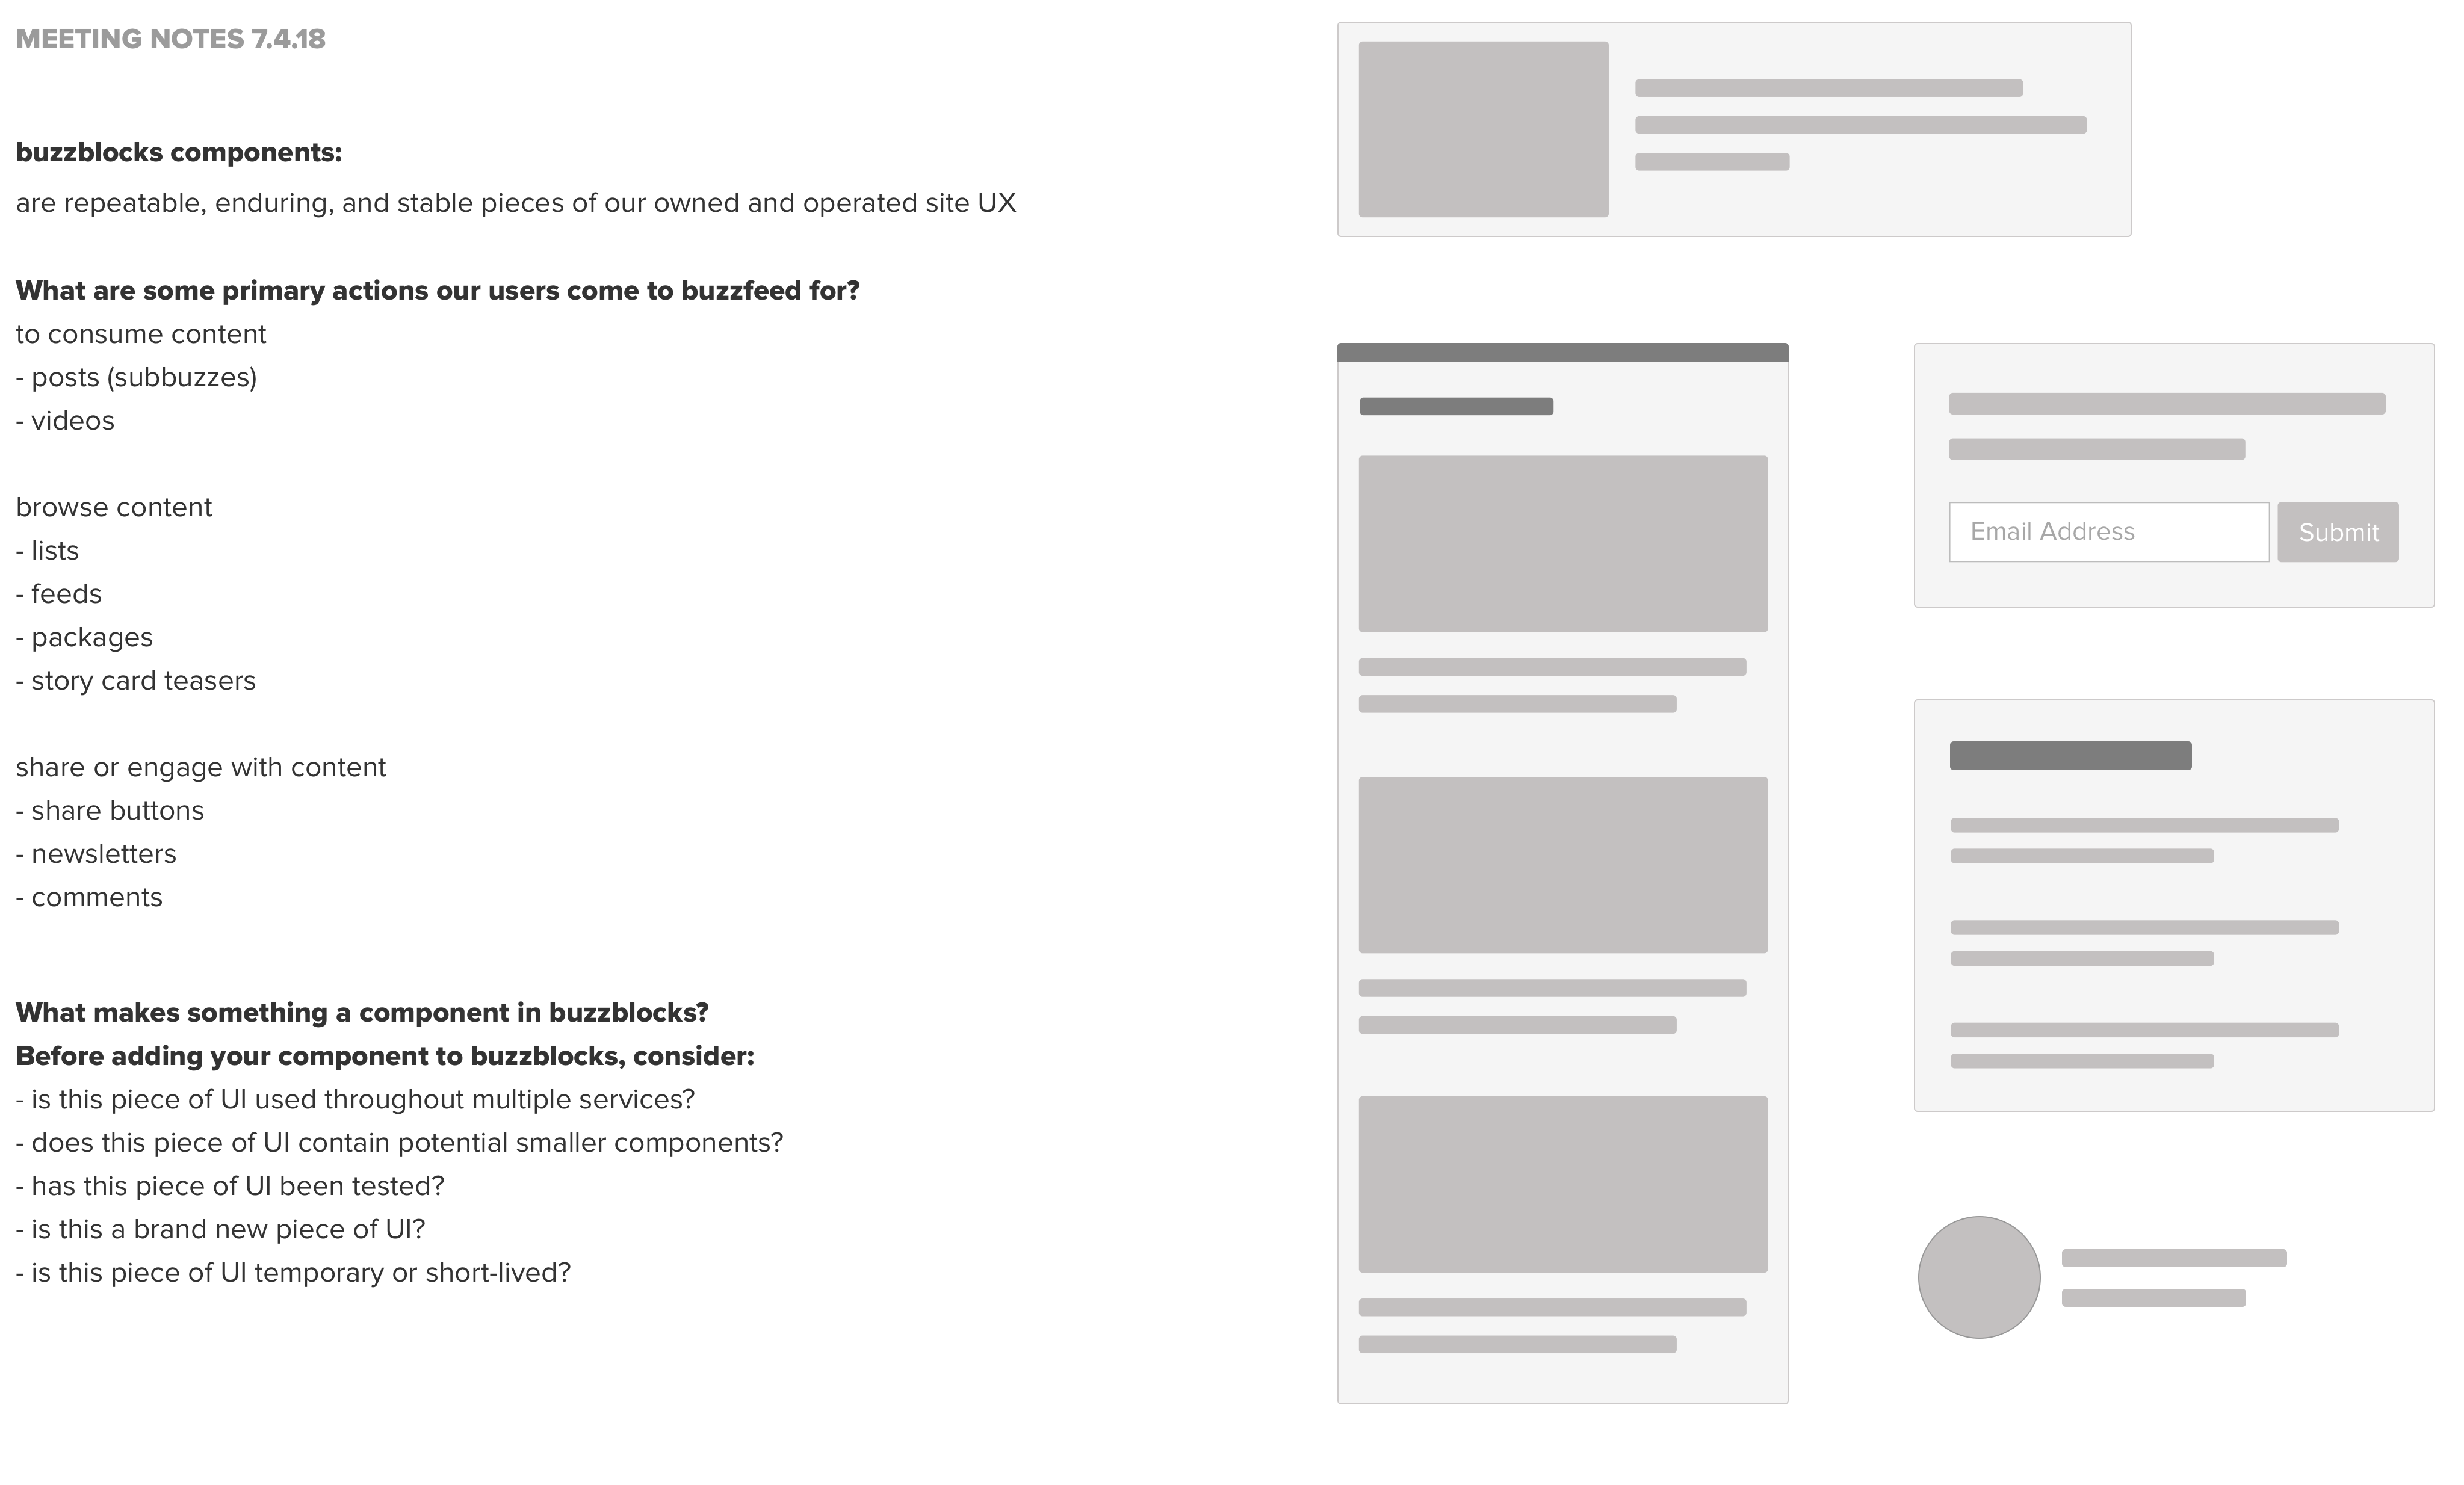 MEETING NOTES 7.4.18
buzzblocks components:
are repeatable, enduring, and stable pieces of our owned and operated site UX
What are some primary actions our users come to buzzfeed for?
to consume content
- posts (subbuzzes)
- videos
browse content
- lists
- feeds
- packages
- story card teasers
share or engage with content
- share buttons
- newsletters
- comments
What makes something a component in buzzblocks?
Before adding your component to buzzblocks, consider:
- is this piece of UI used throughout multiple services?
- does this piece of UI contain potential smaller components?
- has this piece of UI been tested?
- is this a brand new piece of UI?
- is this piece of UI temporary or short-lived?
Email Address
Submit